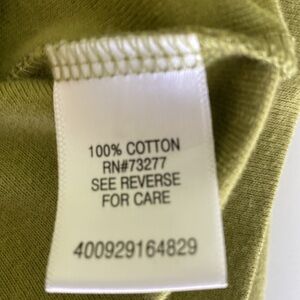 100% COTTON
RN#73277
SEE REVERSE
FOR CARE
400929164829